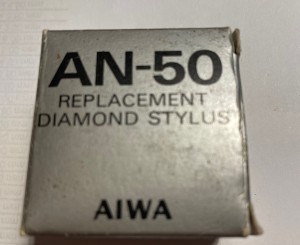 AN-50
REPLACEMENT
DIAMOND STYLUS
AIWA